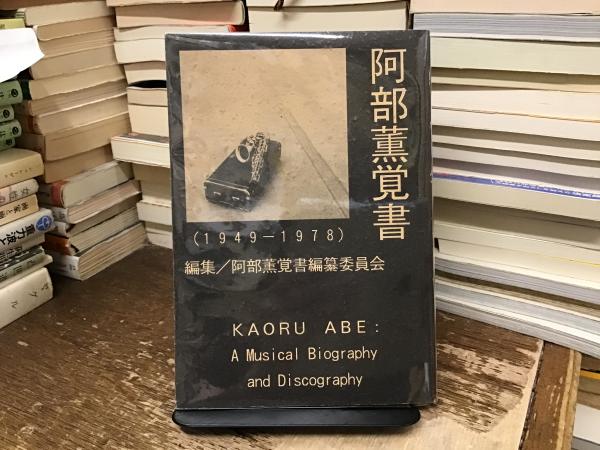 阿部薫覚書
(1949－1978)
編集／阿部薫覚書編纂委員会
KAORU ABE:
A Musical Biography
and Discography